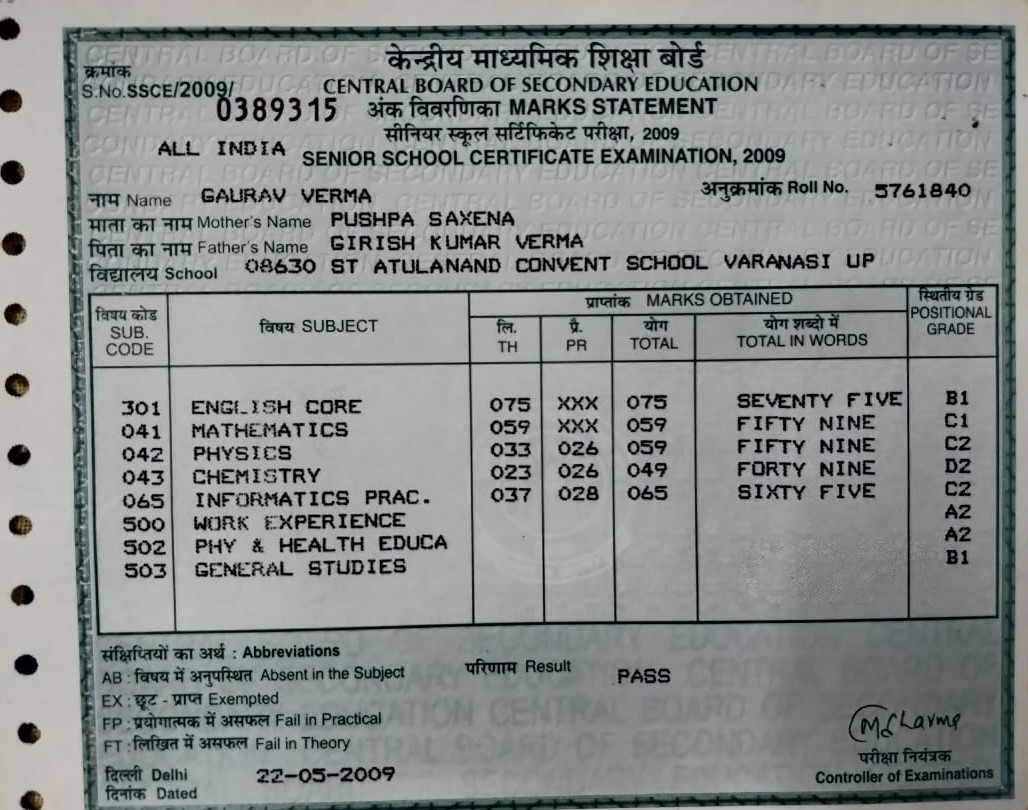 केन्द्रीय माध्यमिक शिक्षा बोर्ड
क्रमांक
S.No.SSCE/2009/ CENTRAL BOARD OF SECONDARY EDUCATION
0389315 अंक विवरणिका MARKS STATEMENT
सीनियर स्कूल सर्टिफिकेट परीक्षा, 2009
ALL INDIA SENIOR SCHOOL CERTIFICATE EXAMINATION, 2009
नाम Name GAURAV VERMA अनुक्रमांक Roll No. 5761840
माता का नाम Mother's Name PUSHPA SAXENA
पिता का नाम Father's Name GIRISH KUMAR VERMA
विद्यालय School 08630 ST ATULANAND CONVENT SCHOOL VARANASI UP
विषय कोड SUB. CODE विषय SUBJECT प्राप्तांक MARKS OBTAINED स्थितीय ग्रेड POSITIONAL GRADE
लि. TH प्रै. PR योग TOTAL योग शब्दो में TOTAL IN WORDS
301 ENGLISH CORE 075 XXX 075 SEVENTY FIVE B1
041 MATHEMATICS 059 XXX 059 FIFTY NINE C1
042 PHYSICS 033 026 059 FIFTY NINE C2
043 CHEMISTRY 023 026 049 FORTY NINE D2
065 INFORMATICS PRAC. 037 028 065 SIXTY FIVE C2
500 WORK EXPERIENCE A2
502 PHY & HEALTH EDUCA A2
503 GENERAL STUDIES B1
संक्षिप्तियों का अर्थ : Abbreviations
AB : विषय में अनुपस्थित Absent in the Subject परिणाम Result PASS
EX : छूट - प्राप्त Exempted
FP : प्रयोगात्मक में असफल Fail in Practical
FT : लिखित में असफल Fail in Theory
दिल्ली Delhi
दिनांक Dated 22-05-2009
परीक्षा नियंत्रक
Controller of Examinations